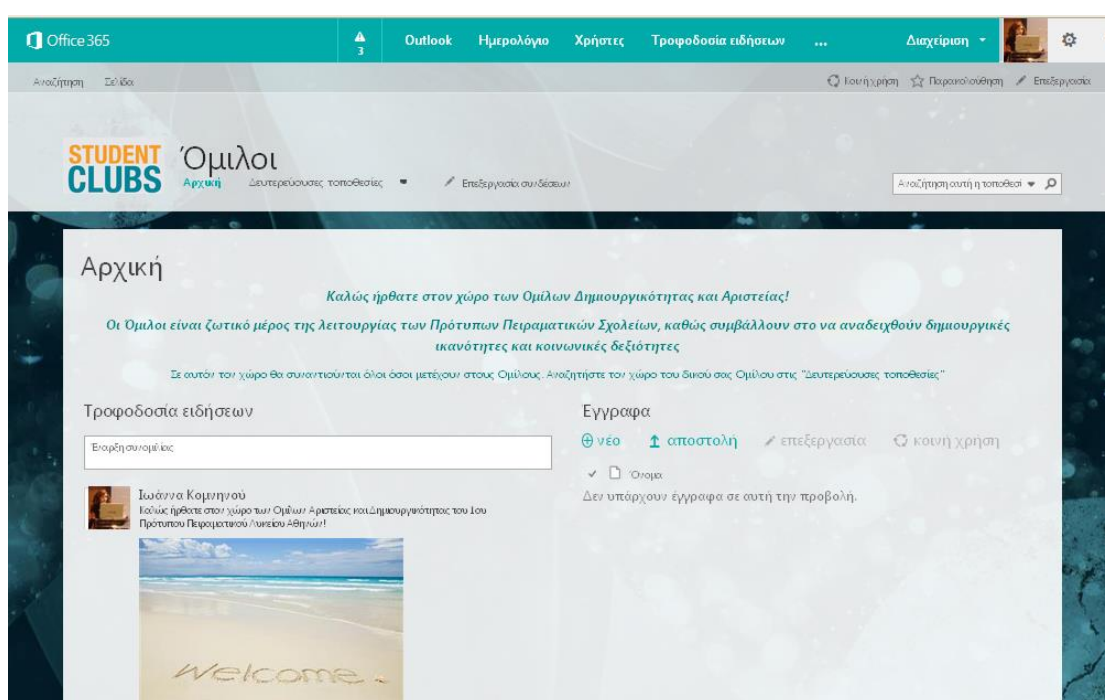 Office 365
3
Outlook Ημερολόγιο Χρήστες Τροφοδοσία ειδήσεων ... Διαχείριση
Αναζήτηση Σελίδα
Κοινή χρήση Παρακολούθηση Επεξεργασία
STUDENT
CLUBS
Όμιλοι
Αρχική Δευτερεύουσες τοποθεσίες Επεξεργασία συνδέσεων
Αναζήτηση αυτή η τοποθεσί
Αρχική
Καλώς ήρθατε στον χώρο των Ομίλων Δημιουργικότητας και Αριστείας!
Οι Όμιλοι είναι ζωτικό μέρος της λειτουργίας των Πρότυπων Πειραματικών Σχολείων, καθώς συμβάλλουν στο να αναδειχθούν δημιουργικές
ικανότητες και κοινωνικές δεξιότητες
Σε αυτόν τον χώρο θα συναντιούνται όλοι όσοι μετέχουν στους Ομίλους. Αναζητήστε τον χώρο του δικού σας Ομίλου στις "Δευτερεύουσες τοποθεσίες"
Τροφοδοσία ειδήσεων
Έναρξη συνομιλίας
Ιωάννα Κομνηνού
Καλώς ήρθατε στον χώρο των Ομίλων Αριστείας και Δημιουργικότητας του 1ου
Πρότυπου Πειραματικού Λυκείου Αθηνών!
welcome
Έγγραφα
νέο αποστολή επεξεργασία κοινή χρήση
Όνομα
Δεν υπάρχουν έγγραφα σε αυτή την προβολή.